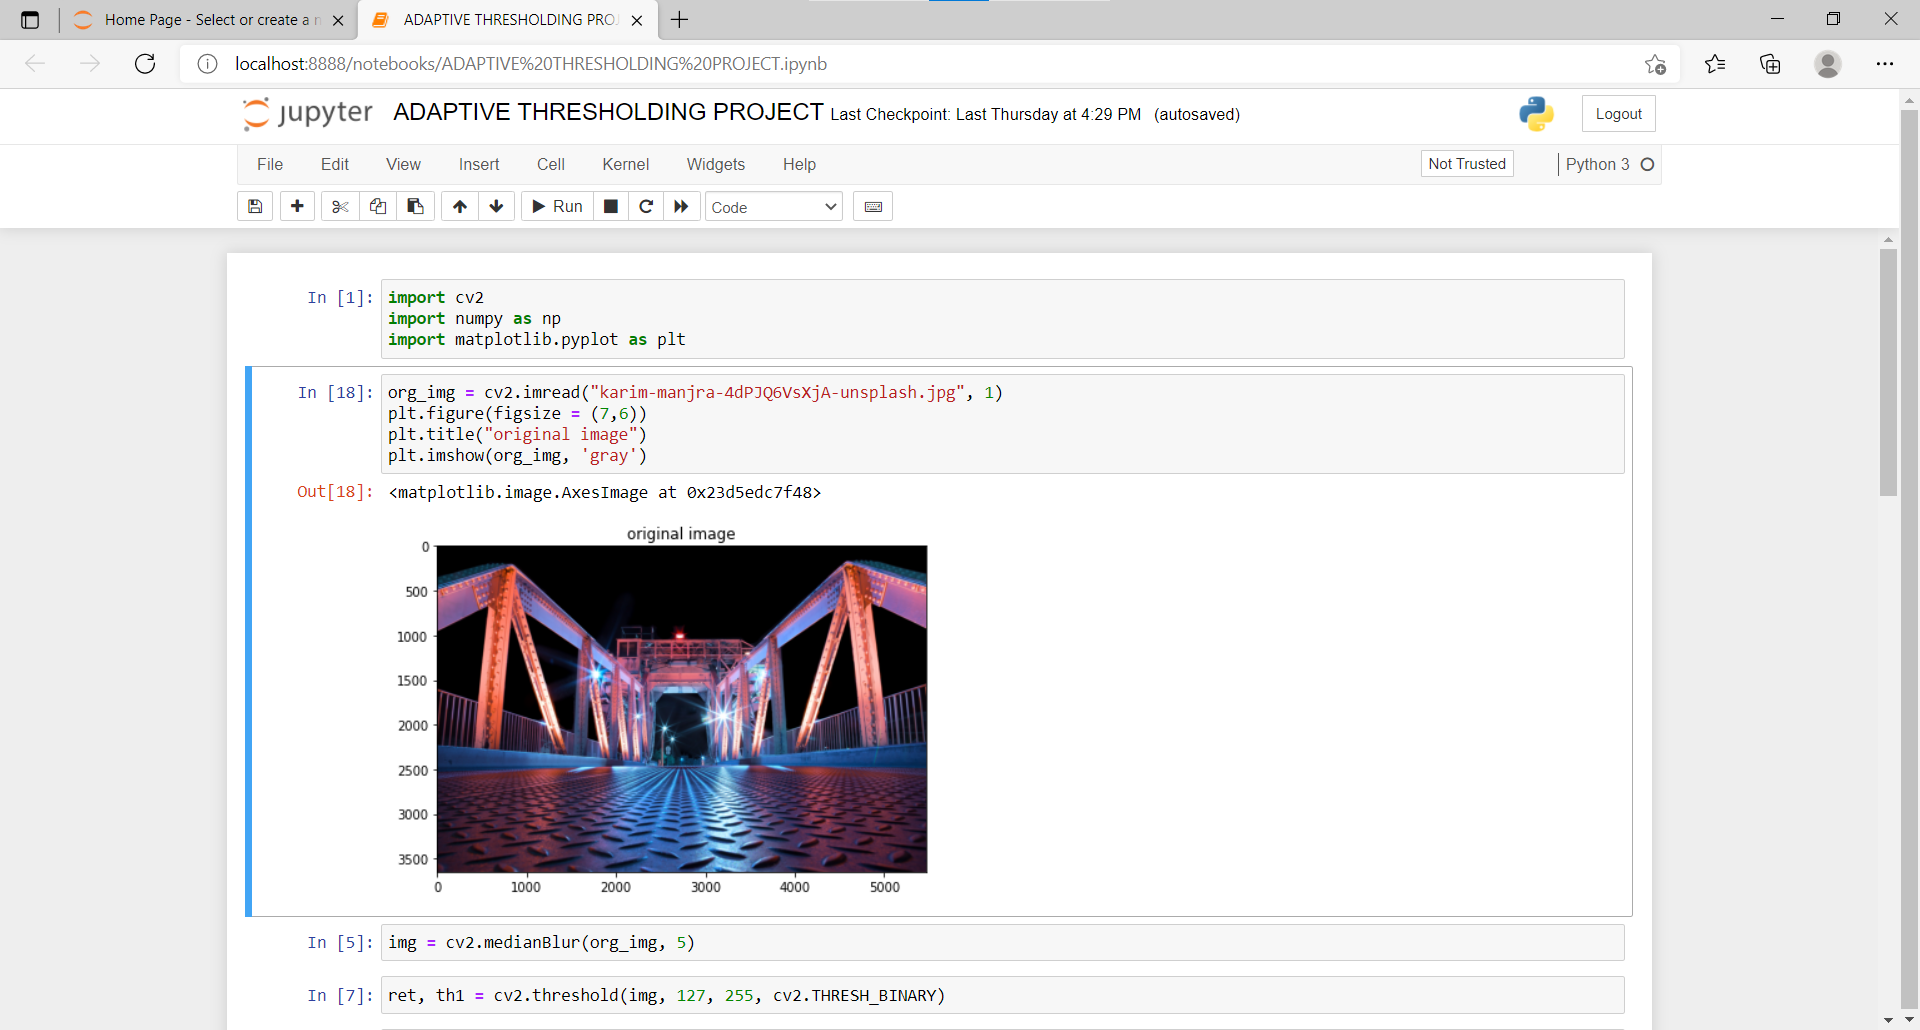 Home Page - Select or create a n
ADAPTIVE THRESHOLDING PROJ
localhost:8888/notebooks/ADAPTIVE%20THRESHOLDING%20PROJECT.ipynb
jupyter ADAPTIVE THRESHOLDING PROJECT Last Checkpoint: Last Thursday at 4:29 PM (autosaved)
Logout
File Edit View Insert Cell Kernel Widgets Help
Not Trusted
Python 3
Run
Code
In [1]:
import cv2
import numpy as np
import matplotlib.pyplot as plt
In [18]:
org_img = cv2.imread("karim-manjra-4dPJQ6VsXjA-unsplash.jpg", 1)
plt.figure(figsize = (7,6))
plt.title("original image")
plt.imshow(org_img, 'gray')
Out[18]: <matplotlib.image.AxesImage at 0x23d5edc7f48>
original image
0
500
1000
1500
2000
2500
3000
3500
0 1000 2000 3000 4000 5000
In [5]: img = cv2.medianBlur(org_img, 5)
In [7]: ret, th1 = cv2.threshold(img, 127, 255, cv2.THRESH_BINARY)